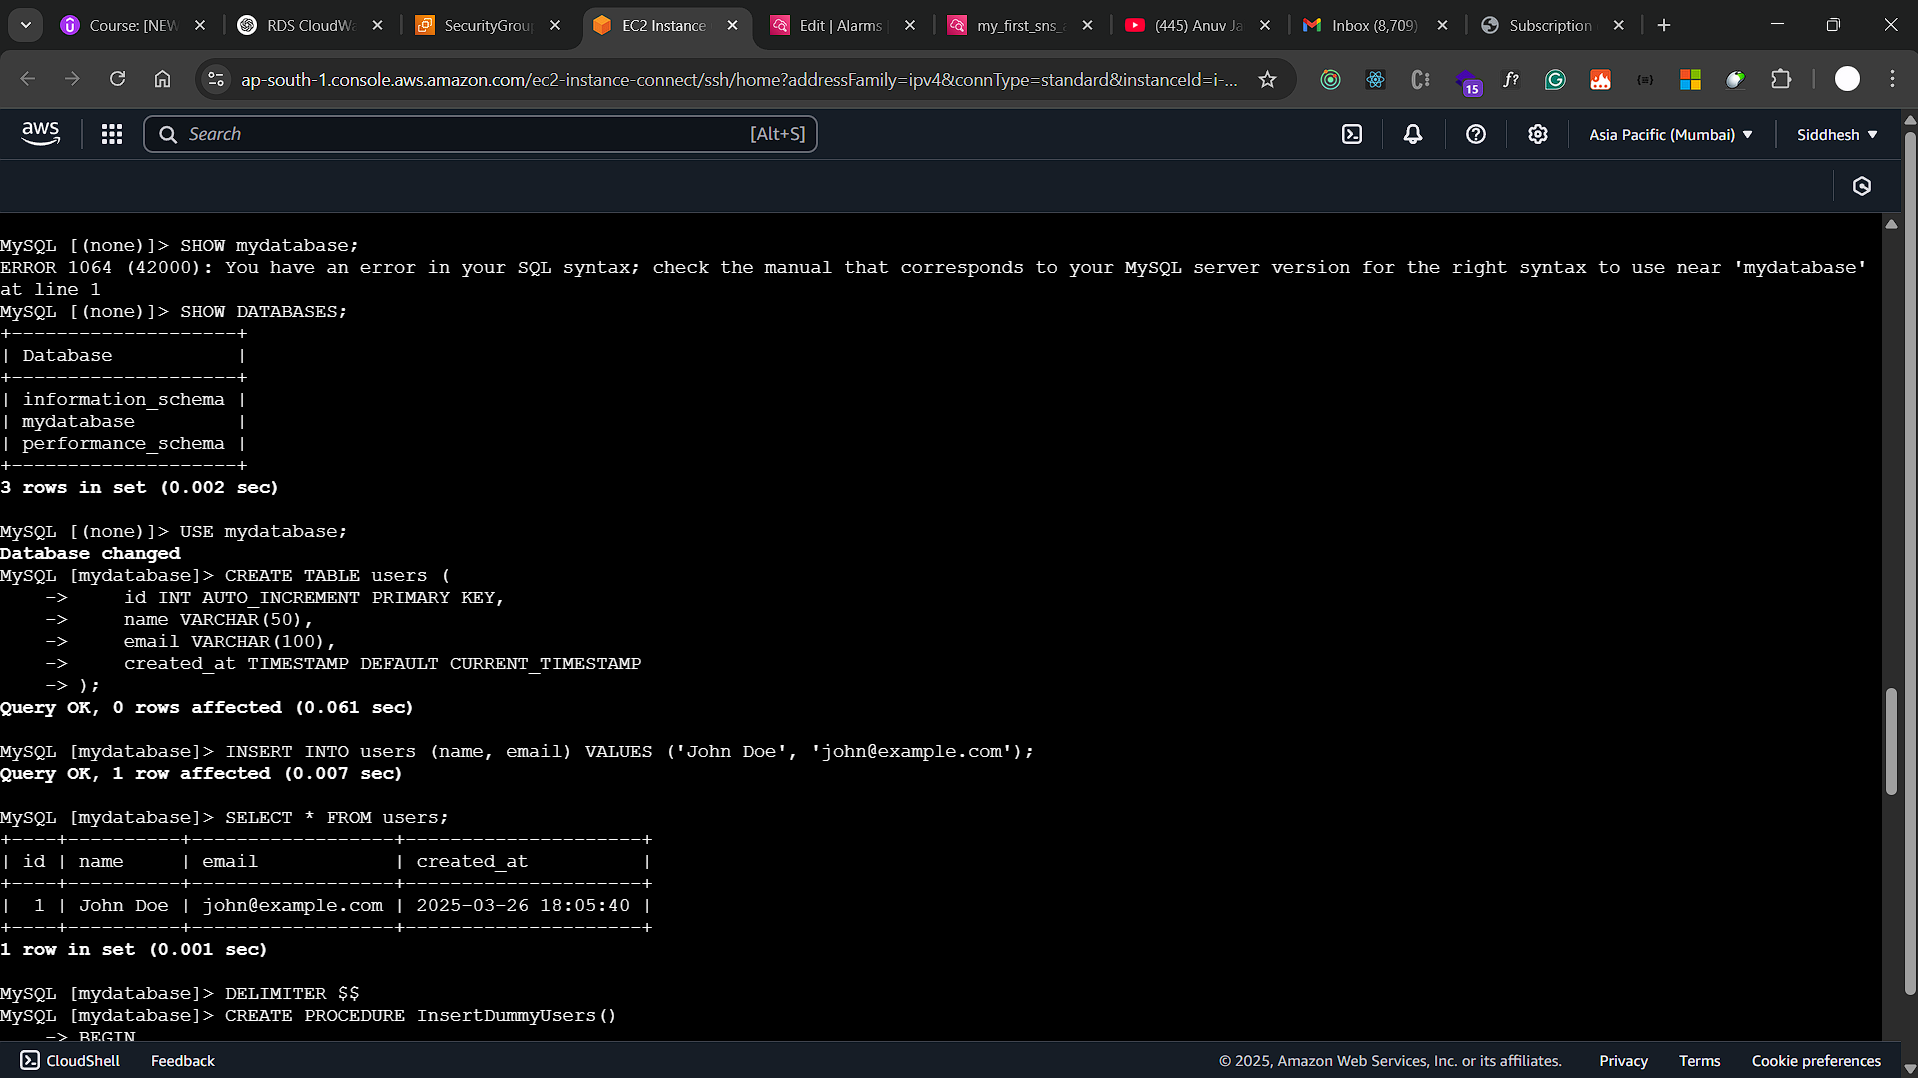 Course: [NEW
RDS CloudWa
SecurityGrou
EC2 Instance
Edit | Alarms
my_first_sns_a
(445) Anuv Ja
Inbox (8,709)
Subscription
ap-south-1.console.aws.amazon.com/ec2-instance-connect/ssh/home?addressFamily=ipv4&connType=standard&instanceId=i-...
15
f?
aws
Search
[Alt+S]
Asia Pacific (Mumbai)
Siddhesh
MySQL [(none)]> SHOW mydatabase;
ERROR 1064 (42000): You have an error in your SQL syntax; check the manual that corresponds to your MySQL server version for the right syntax to use near 'mydatabase'
at line 1
MySQL [(none)]> SHOW DATABASES;
+--------------------+
| Database           |
+--------------------+
| information_schema |
| mydatabase         |
| performance_schema |
+--------------------+
3 rows in set (0.002 sec)
MySQL [(none)]> USE mydatabase;
Database changed
MySQL [mydatabase]> CREATE TABLE users (
    ->     id INT AUTO_INCREMENT PRIMARY KEY,
    ->     name VARCHAR(50),
    ->     email VARCHAR(100),
    ->     created_at TIMESTAMP DEFAULT CURRENT_TIMESTAMP
    -> );
Query OK, 0 rows affected (0.061 sec)
MySQL [mydatabase]> INSERT INTO users (name, email) VALUES ('John Doe', 'john@example.com');
Query OK, 1 row affected (0.007 sec)
MySQL [mydatabase]> SELECT * FROM users;
+----+----------+------------------+---------------------+
| id | name     | email            | created_at          |
+----+----------+------------------+---------------------+
|  1 | John Doe | john@example.com | 2025-03-26 18:05:40 |
+----+----------+------------------+---------------------+
1 row in set (0.001 sec)
MySQL [mydatabase]> DELIMITER $$
MySQL [mydatabase]> CREATE PROCEDURE InsertDummyUsers()
    -> BEGIN
CloudShell
Feedback
© 2025, Amazon Web Services, Inc. or its affiliates.
Privacy
Terms
Cookie preferences